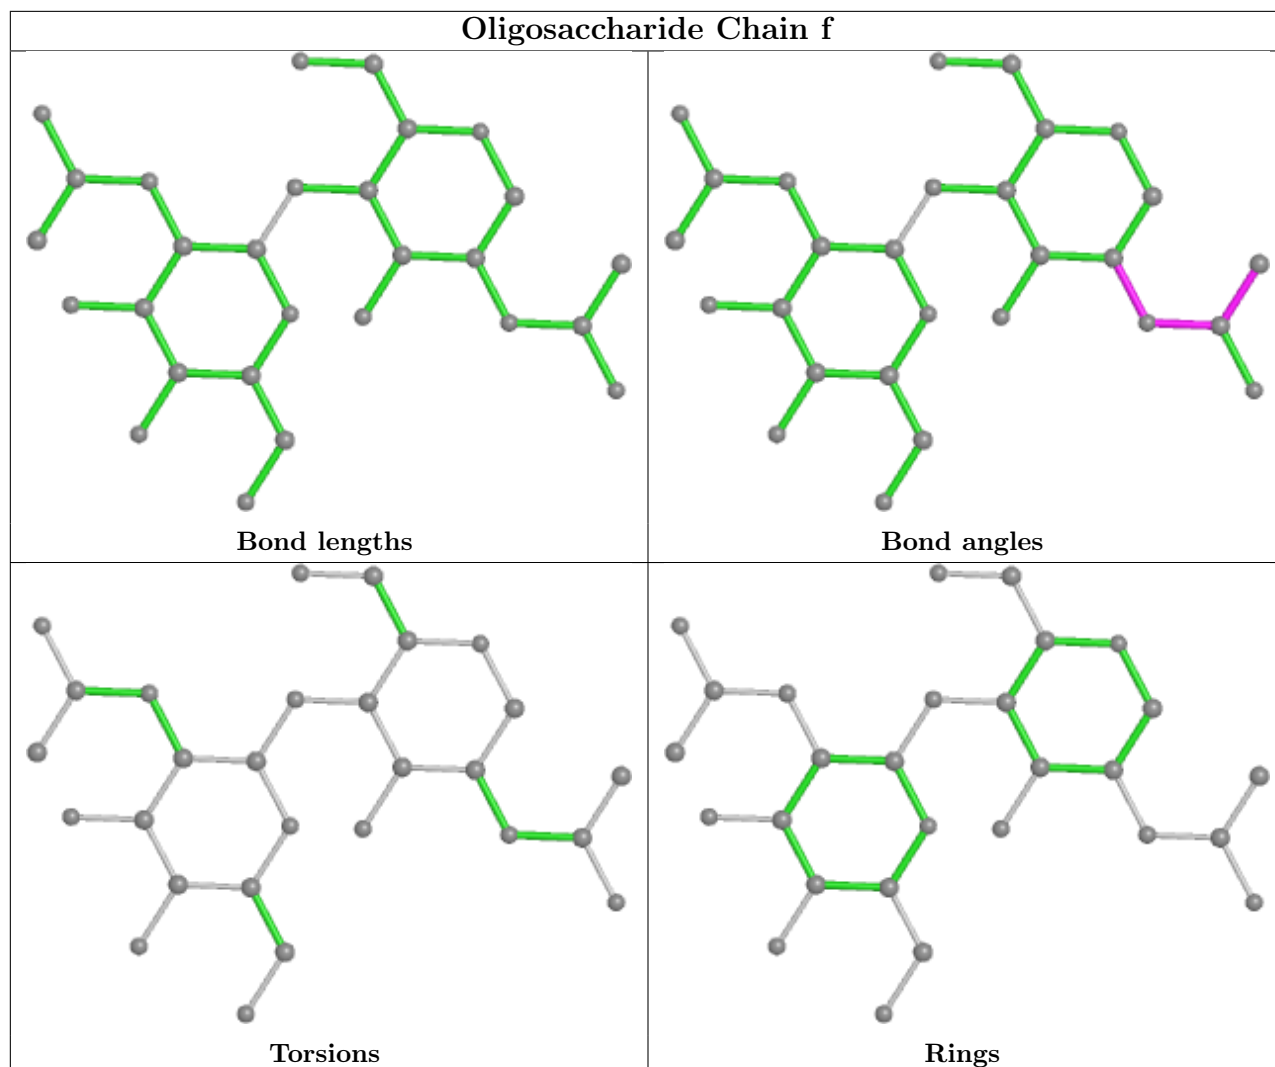 Oligosaccharide Chain f
Bond lengths
Bond angles
Torsions
Rings